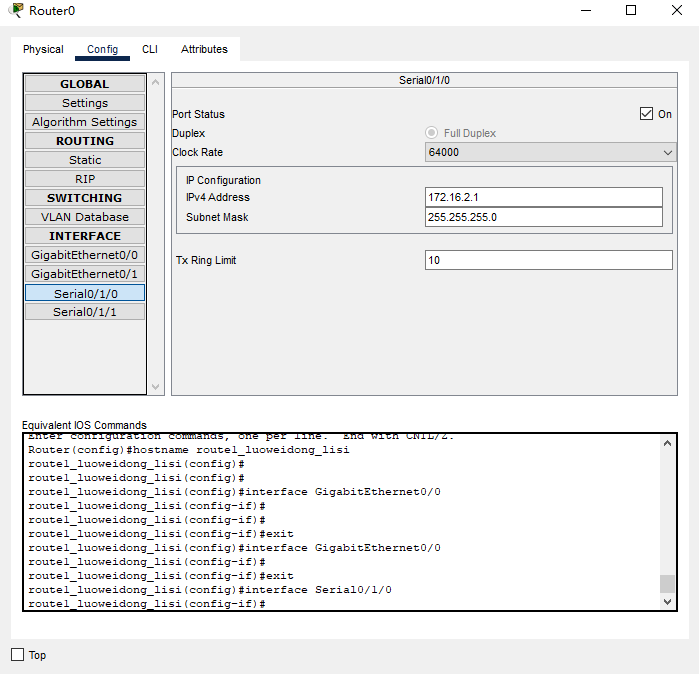 Router0
Physical Config CLI Attributes
GLOBAL
Settings
Algorithm Settings
ROUTING
Static
RIP
SWITCHING
VLAN Database
INTERFACE
GigabitEthernet0/0
GigabitEthernet0/1
Serial0/1/0
Serial0/1/1
Serial0/1/0
Port Status On
Duplex Full Duplex
Clock Rate 64000
IP Configuration
IPv4 Address 172.16.2.1
Subnet Mask 255.255.255.0
Tx Ring Limit 10
Equivalent IOS Commands
Enter configuration commands, one per line. End with CNTL/Z.
Router(config)#hostname route1_luoweidong_lisi
route1_luoweidong_lisi(config)#
route1_luoweidong_lisi(config)#
route1_luoweidong_lisi(config)#interface GigabitEthernet0/0
route1_luoweidong_lisi(config-if)#
route1_luoweidong_lisi(config-if)#
route1_luoweidong_lisi(config-if)#exit
route1_luoweidong_lisi(config)#interface GigabitEthernet0/0
route1_luoweidong_lisi(config-if)#
route1_luoweidong_lisi(config-if)#exit
route1_luoweidong_lisi(config)#interface Serial0/1/0
route1_luoweidong_lisi(config-if)#
Top